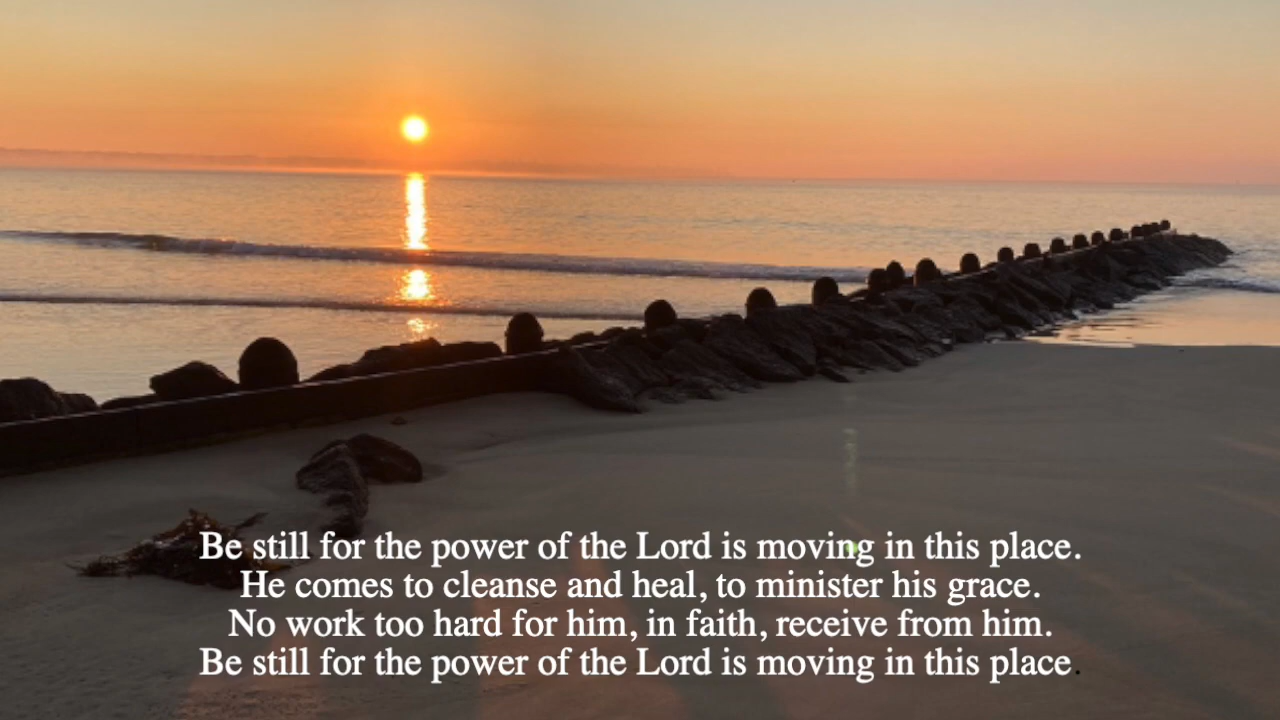 Be still for the power of the Lord is moving in this place.
He comes to cleanse and heal, to minister his grace.
No work too hard for him, in faith, receive from him.
Be still for the power of the Lord is moving in this place.